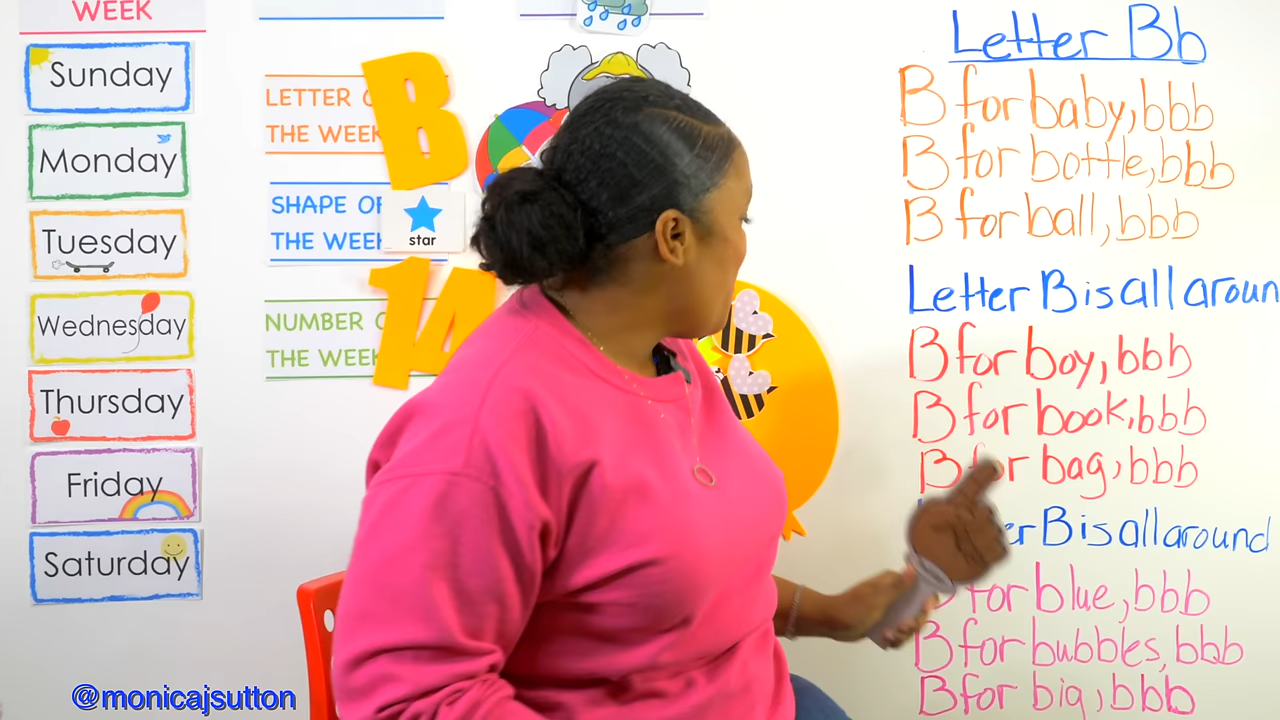 WEEK
Sunday
Monday
Tuesday
Wednesday
Thursday
Friday
Saturday
LETTER
THE WEEK
B
SHAPE OF
THE WEEK
star
NUMBER
THE WEEK
14
Letter Bb
B for baby, bbb
B for bottle, bbb
B for ball, bbb
Letter B is all aroun
B for boy, bbb
B for book, bbb
B for bag, bbb
B is all around
for blue, bbb
B for bubbles, bbb
B for big, bbb
@monicajsutton